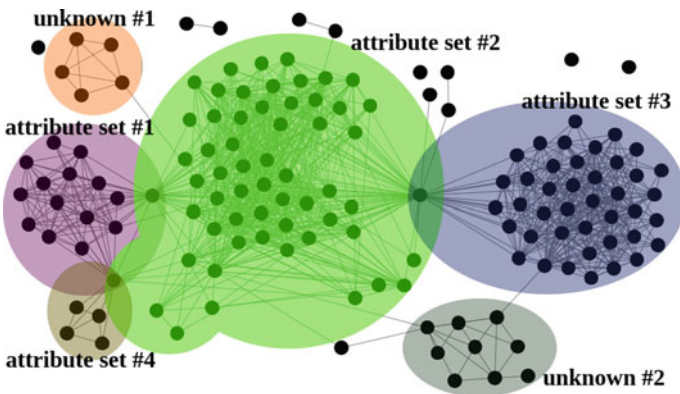 unknown #1
attribute set #2
attribute set #3
attribute set #1
attribute set #4
unknown #2